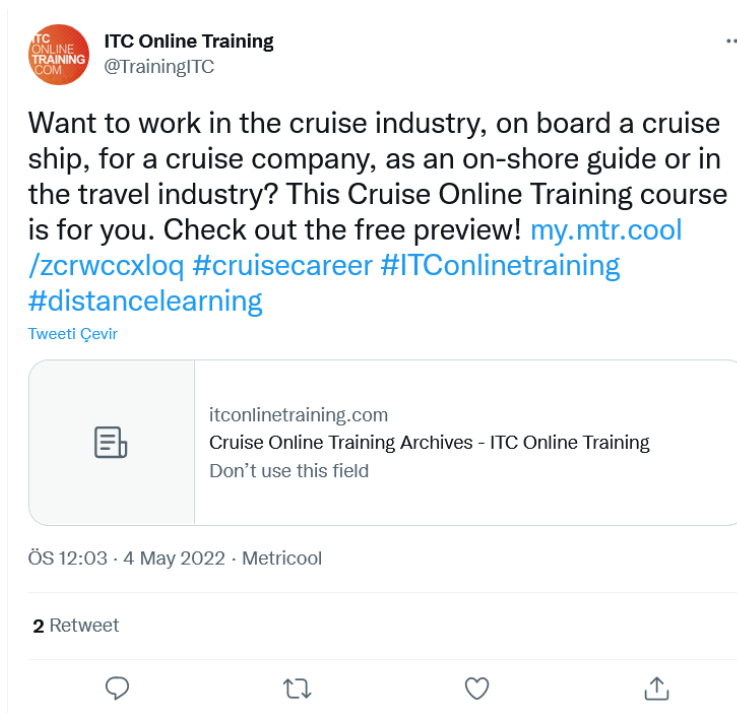 ITC
ONLINE
TRAINING
.COM
ITC Online Training
@TrainingITC
Want to work in the cruise industry, on board a cruise
ship, for a cruise company, as an on-shore guide or in
the travel industry? This Cruise Online Training course
is for you. Check out the free preview! my.mtr.cool
/zcrwccxloq #cruisecareer #ITConlinetraining
#distancelearning
Tweeti Çevir
itconlinetraining.com
Cruise Online Training Archives - ITC Online Training
Don’t use this field
ÖS 12:03 · 4 May 2022 · Metricool
2 Retweet